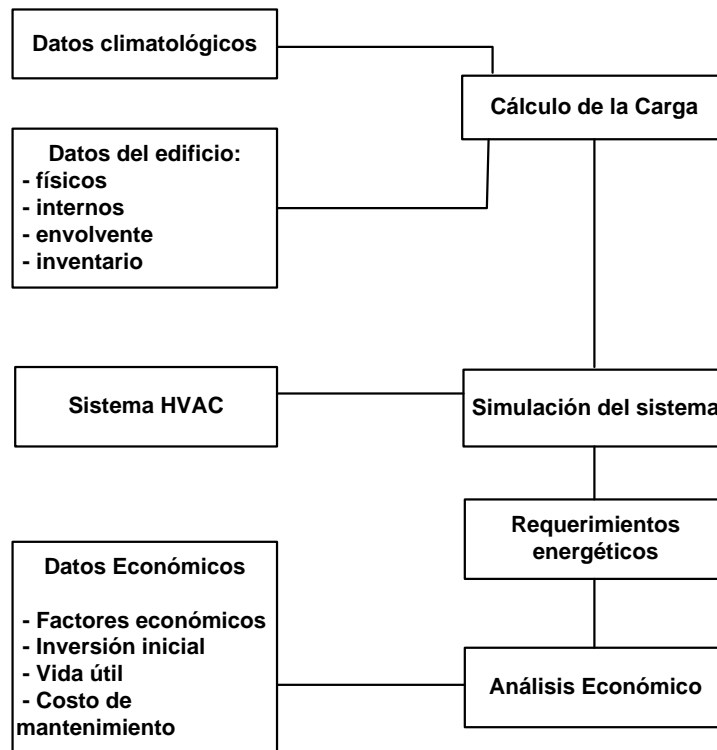 Datos climatológicos
Cálculo de la Carga
Datos del edificio:
- físicos
- internos
- envolvente
- inventario
Sistema HVAC
Simulación del sistema
Requerimientos
energéticos
Datos Económicos
- Factores económicos
- Inversión inicial
- Vida útil
- Costo de
mantenimiento
Análisis Económico